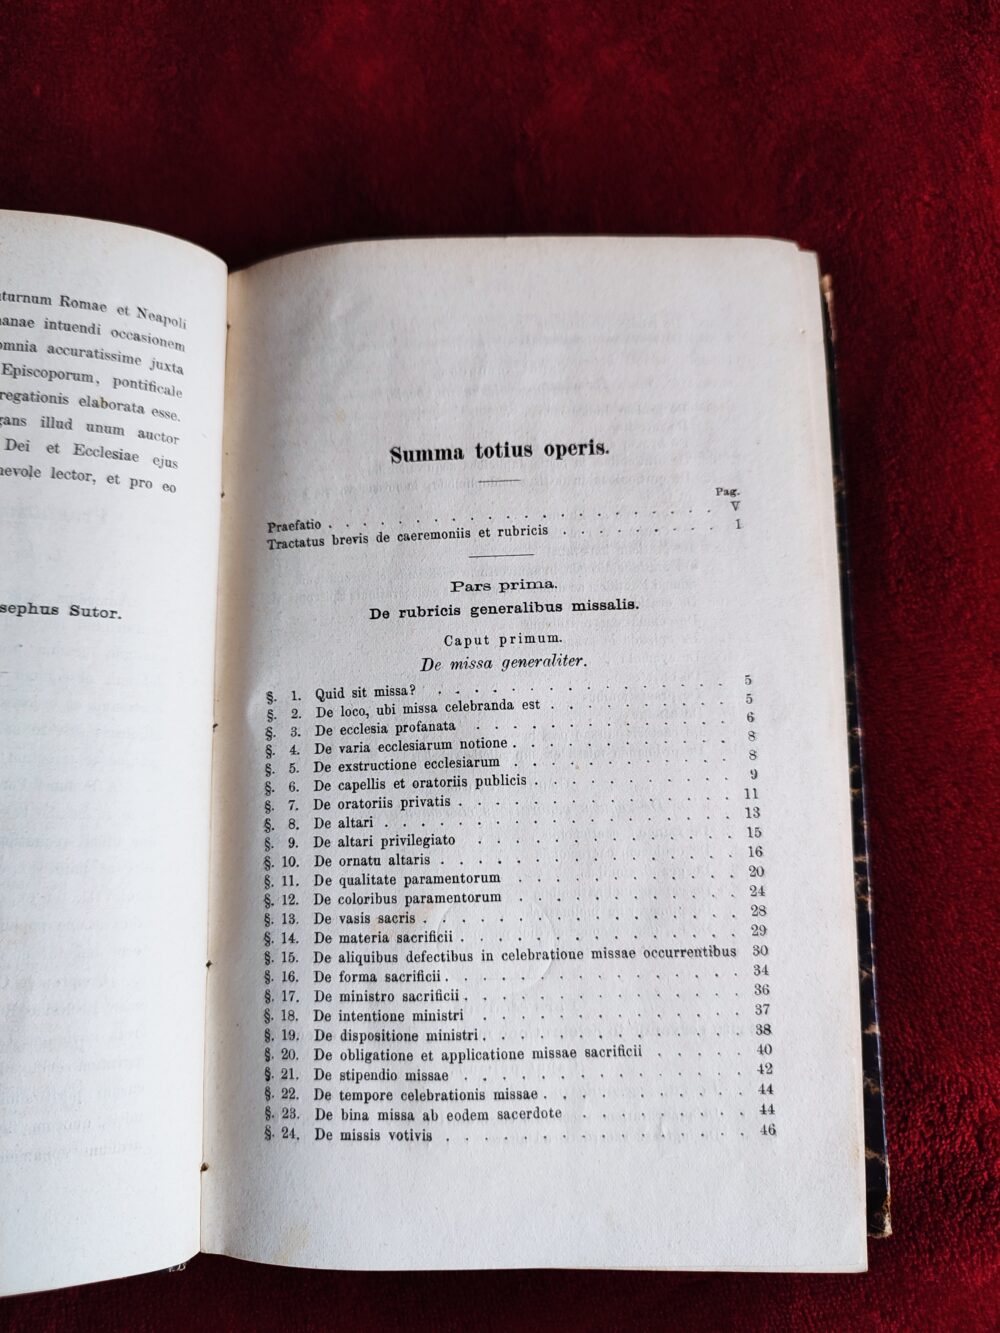 turnum Romae et Neapoli
anae intuendi occasionem
omnia accuratissime juxta
Episcoporum, pontificale
regationis elaborata esse.
gans illud unum auctor
Dei et Ecclesiae ejus
nevole lector, et pro eo
sephus Sutor.
Summa totius operis.
Pag.
Praefatio . . . . . . . . . . . . . . . . . . . . . . . V
Tractatus brevis de caeremoniis et rubricis . . . . . . . . . 1
Pars prima.
De rubricis generalibus missalis.
Caput primum.
De missa generaliter.
§. 1. Quid sit missa? . . . . . . . . . . . . . 5
§. 2. De loco, ubi missa celebranda est . . . . . . . . 5
§. 3. De ecclesia profanata . . . . . . . . . . . 6
§. 4. De varia ecclesiarum notione . . . . . . . . . 8
§. 5. De exstructione ecclesiarum . . . . . . . . . . 8
§. 6. De capellis et oratoriis publicis . . . . . . . . . 9
§. 7. De oratoriis privatis . . . . . . . . . . . . 11
§. 8. De altari . . . . . . . . . . . . . . . 13
§. 9. De altari privilegiato . . . . . . . . . . . 15
§. 10. De ornatu altaris . . . . . . . . . . . . . 16
§. 11. De qualitate paramentorum . . . . . . . . . . 20
§. 12. De coloribus paramentorum . . . . . . . . . . 24
§. 13. De vasis sacris . . . . . . . . . . . . . 28
§. 14. De materia sacrificii . . . . . . . . . . . . 29
§. 15. De aliquibus defectibus in celebratione missae occurrentibus 30
§. 16. De forma sacrificii . . . . . . . . . . . . . 34
§. 17. De ministro sacrificii . . . . . . . . . . . . 36
§. 18. De intentione ministri . . . . . . . . . . . 37
§. 19. De dispositione ministri . . . . . . . . . . . 38
§. 20. De obligatione et applicatione missae sacrificii . . . . . 40
§. 21. De stipendio missae . . . . . . . . . . . . 42
§. 22. De tempore celebrationis missae . . . . . . . . . 44
§. 23. De bina missa ab eodem sacerdote . . . . . . . . 44
§. 24. De missis votivis . . . . . . . . . . . . . 46